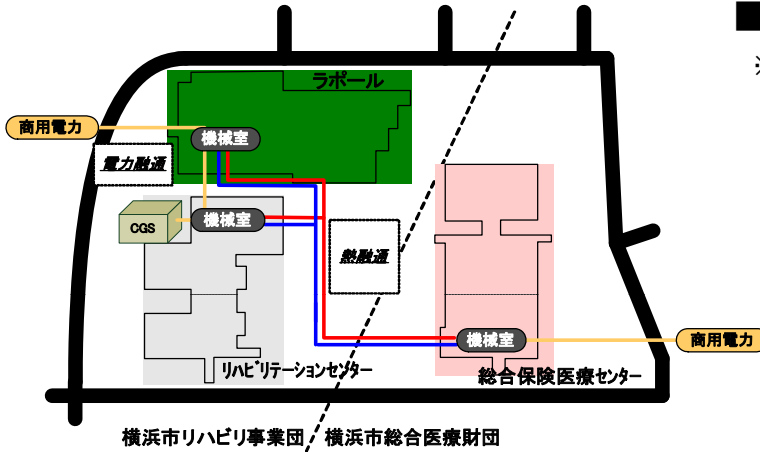 ■
※
ラポール
商用電力
機械室
電力融通
CGS
機械室
熱融通
機械室
商用電力
リハビリテーションセンター
総合保険医療センター
横浜市リハビリ事業団
横浜市総合医療財団